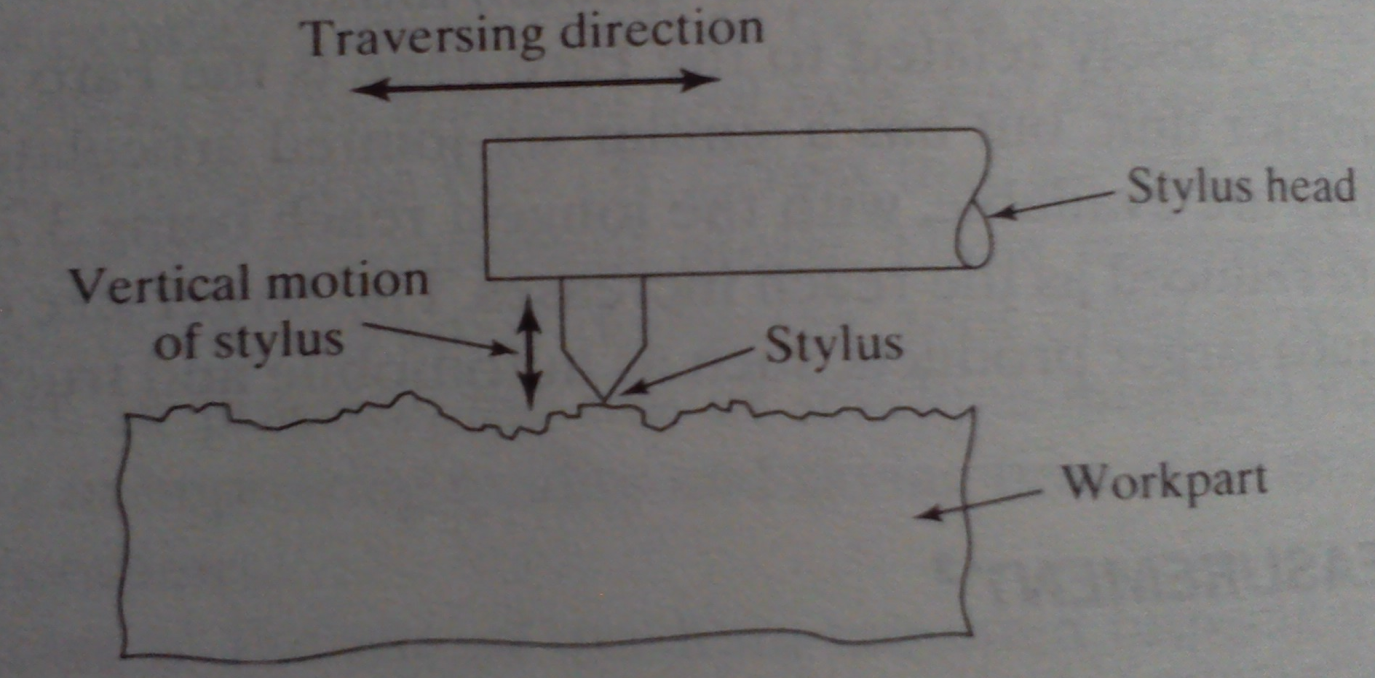 Traversing direction
Stylus head
Vertical motion
of stylus
Stylus
Workpart